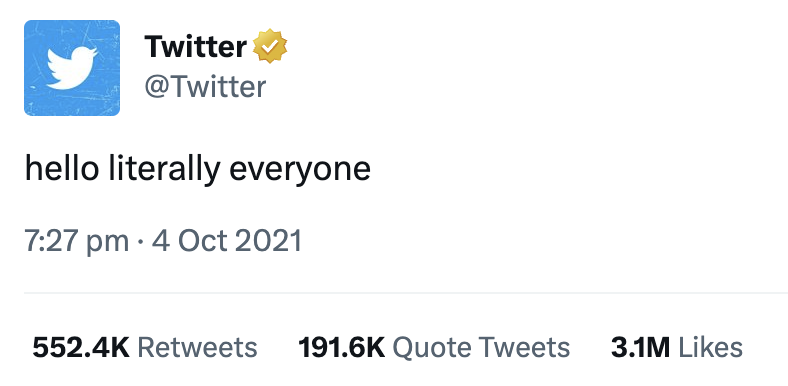 Twitter
@Twitter
hello literally everyone
7:27 pm · 4 Oct 2021
552.4K Retweets 191.6K Quote Tweets 3.1M Likes